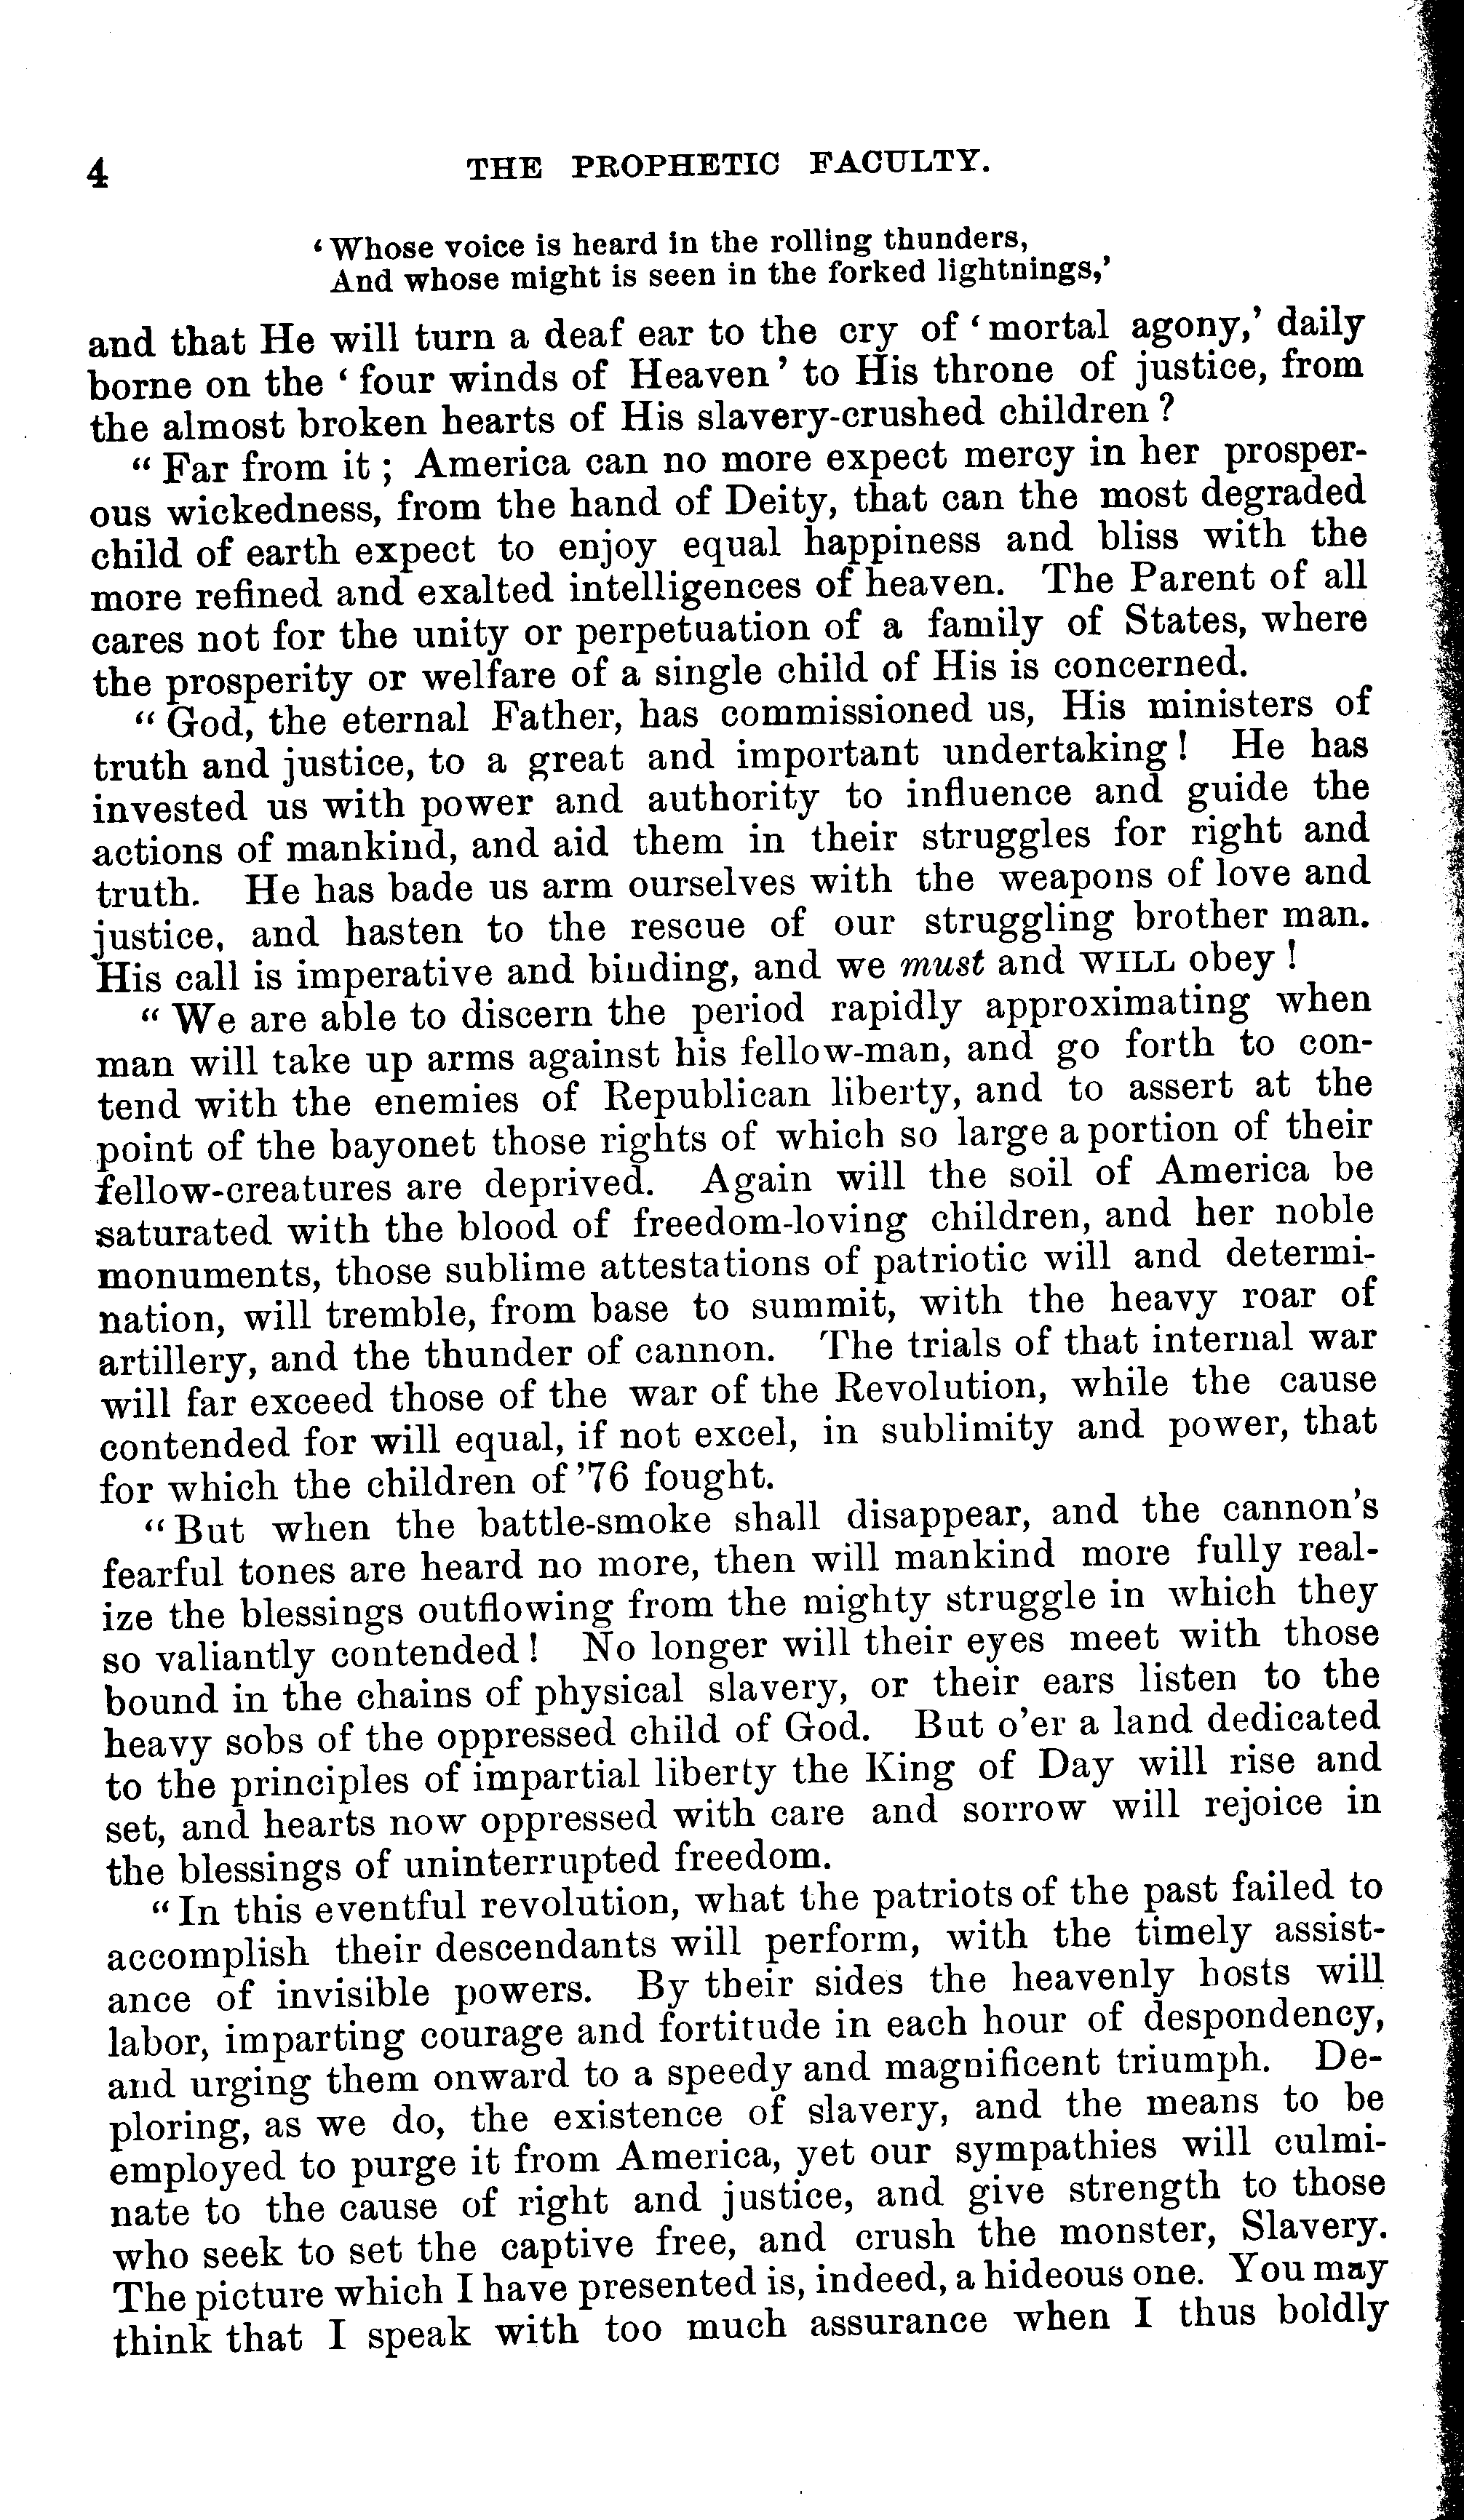 4 THE PROPHETIC FACULTY.
‘Whose voice is heard in the rolling thunders,
And whose might is seen in the forked lightnings,’
and that He will turn a deaf ear to the cry of ‘mortal agony,’ daily
borne on the ‘four winds of Heaven’ to His throne of justice, from
the almost broken hearts of His slavery-crushed children?
“Far from it; America can no more expect mercy in her prosper-
ous wickedness, from the hand of Deity, that can the most degraded
child of earth expect to enjoy equal happiness and bliss with the
more refined and exalted intelligences of heaven. The Parent of all
cares not for the unity or perpetuation of a family of States, where
the prosperity or welfare of a single child of His is concerned.
“God, the eternal Father, has commissioned us, His ministers of
truth and justice, to a great and important undertaking! He has
invested us with power and authority to influence and guide the
actions of mankind, and aid them in their struggles for right and
truth. He has bade us arm ourselves with the weapons of love and
justice, and hasten to the rescue of our struggling brother man.
His call is imperative and binding, and we must and WILL obey!
“We are able to discern the period rapidly approximating when
man will take up arms against his fellow-man, and go forth to con-
tend with the enemies of Republican liberty, and to assert at the
point of the bayonet those rights of which so large a portion of their
fellow-creatures are deprived. Again will the soil of America be
saturated with the blood of freedom-loving children, and her noble
monuments, those sublime attestations of patriotic will and determi-
nation, will tremble, from base to summit, with the heavy roar of
artillery, and the thunder of cannon. The trials of that internal war
will far exceed those of the war of the Revolution, while the cause
contended for will equal, if not excel, in sublimity and power, that
for which the children of ’76 fought.
“But when the battle-smoke shall disappear, and the cannon’s
fearful tones are heard no more, then will mankind more fully real-
ize the blessings outflowing from the mighty struggle in which they
so valiantly contended! No longer will their eyes meet with those
bound in the chains of physical slavery, or their ears listen to the
heavy sobs of the oppressed child of God. But o’er a land dedicated
to the principles of impartial liberty the King of Day will rise and
set, and hearts now oppressed with care and sorrow will rejoice in
the blessings of uninterrupted freedom.
“In this eventful revolution, what the patriots of the past failed to
accomplish their descendants will perform, with the timely assist-
ance of invisible powers. By their sides the heavenly hosts will
labor, imparting courage and fortitude in each hour of despondency,
and urging them onward to a speedy and magnificent triumph. De-
ploring, as we do, the existence of slavery, and the means to be
employed to purge it from America, yet our sympathies will culmi-
nate to the cause of right and justice, and give strength to those
who seek to set the captive free, and crush the monster, Slavery.
The picture which I have presented is, indeed, a hideous one. You may
think that I speak with too much assurance when I thus boldly